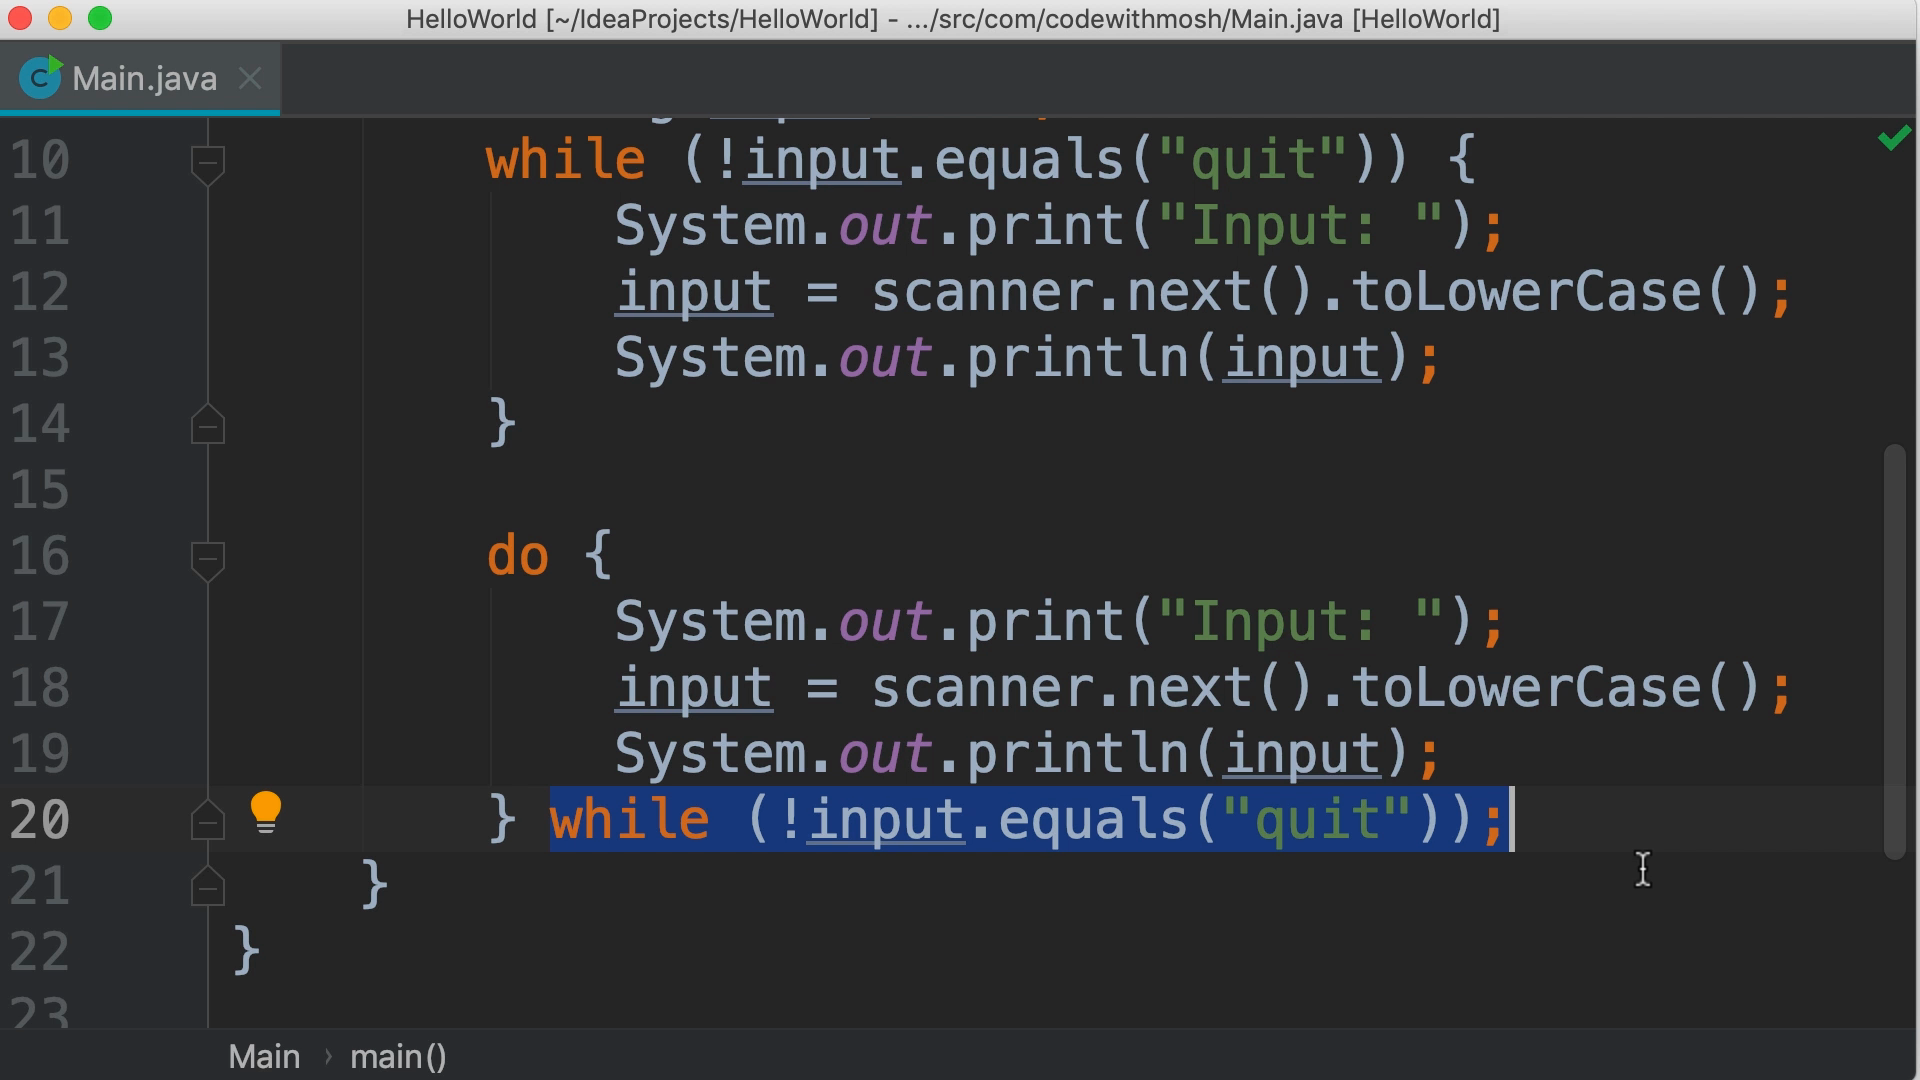 HelloWorld [~/IdeaProjects/HelloWorld] - .../src/com/codewithmosh/Main.java [HelloWorld]
Main.java
10 while (!input.equals("quit")) {
11 System.out.print("Input: ");
12 input = scanner.next().toLowerCase();
13 System.out.println(input);
14 }
15
16 do {
17 System.out.print("Input: ");
18 input = scanner.next().toLowerCase();
19 System.out.println(input);
20 } while (!input.equals("quit"));
21 }
22 }
23
Main › main()